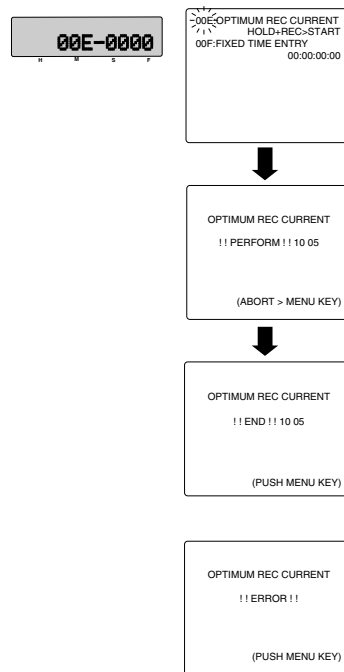 00E-0000
H M S F
00E:OPTIMUM REC CURRENT
HOLD+REC>START
00F:FIXED TIME ENTRY
00:00:00:00
OPTIMUM REC CURRENT
! ! PERFORM ! ! 10 05
(ABORT > MENU KEY)
OPTIMUM REC CURRENT
! ! END ! ! 10 05
(PUSH MENU KEY)
OPTIMUM REC CURRENT
! ! ERROR ! !
(PUSH MENU KEY)